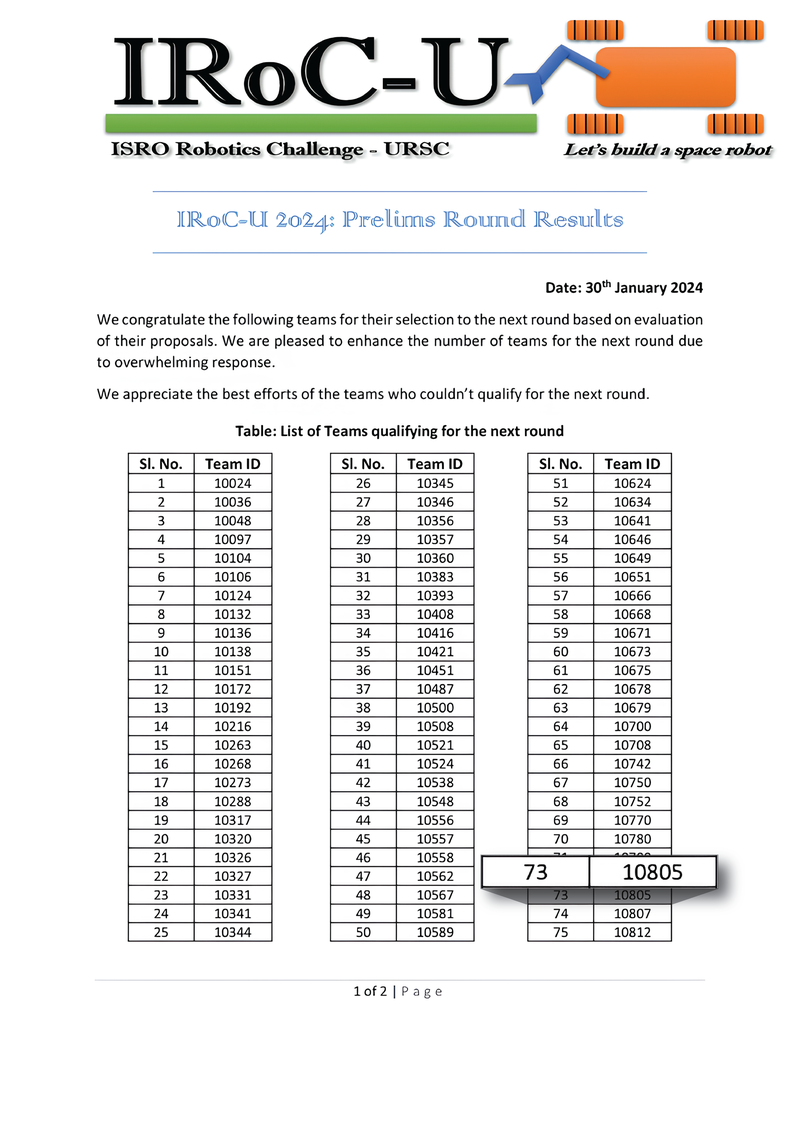 IRoC-U
ISRO Robotics Challenge - URSC
Let's build a space robot
IRoC-U 2024: Prelims Round Results
Date: 30th January 2024
We congratulate the following teams for their selection to the next round based on evaluation
of their proposals. We are pleased to enhance the number of teams for the next round due
to overwhelming response.
We appreciate the best efforts of the teams who couldn’t qualify for the next round.
Table: List of Teams qualifying for the next round
Sl. No. Team ID Sl. No. Team ID Sl. No. Team ID
1 10024 26 10345 51 10624
2 10036 27 10346 52 10634
3 10048 28 10356 53 10641
4 10097 29 10357 54 10646
5 10104 30 10360 55 10649
6 10106 31 10383 56 10651
7 10124 32 10393 57 10666
8 10132 33 10408 58 10668
9 10136 34 10416 59 10671
10 10138 35 10421 60 10673
11 10151 36 10451 61 10675
12 10172 37 10487 62 10678
13 10192 38 10500 63 10679
14 10216 39 10508 64 10700
15 10263 40 10521 65 10708
16 10268 41 10524 66 10742
17 10273 42 10538 67 10750
18 10288 43 10548 68 10752
19 10317 44 10556 69 10770
20 10320 45 10557 70 10780
21 10326 46 10558
22 10327 47 10562 73 10805
23 10331 48 10567 73 10805
24 10341 49 10581 74 10807
25 10344 50 10589 75 10812
1 of 2 | Page